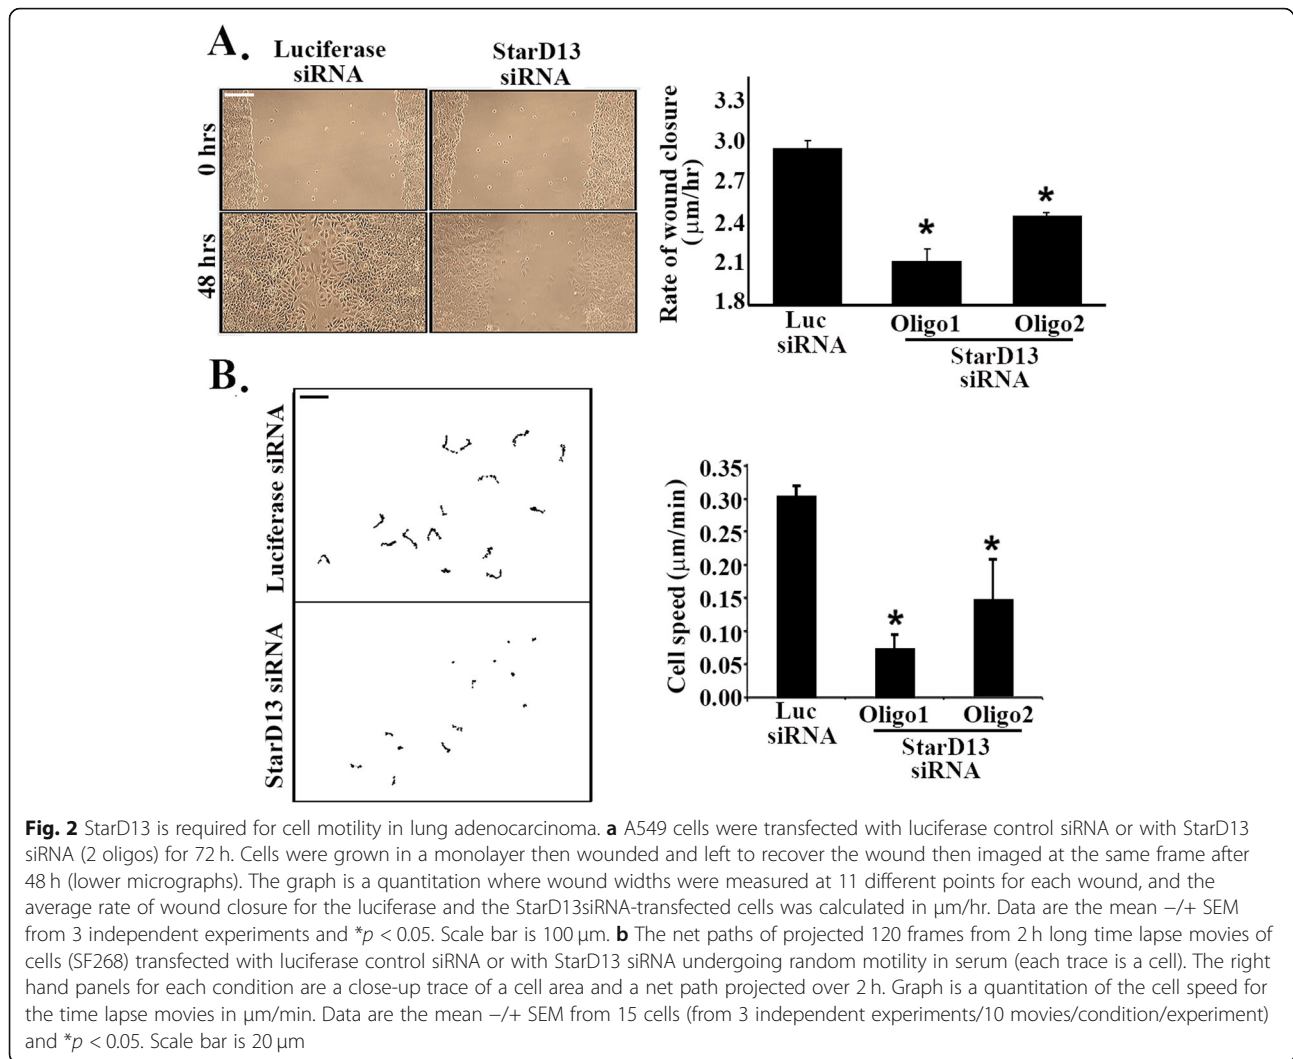 A.
Luciferase
siRNA
StarD13
siRNA
0 hrs
48 hrs
Rate of wound closure
(μm/hr)
3.3
3.0
2.7
2.4
2.1
1.8
*
*
Luc
siRNA
Oligo1
Oligo2
StarD13
siRNA
B.
Luciferase siRNA
StarD13 siRNA
Cell speed (μm/min)
0.35
0.30
0.25
0.20
0.15
0.10
0.05
0.00
*
*
Luc
siRNA
Oligo1
Oligo2
StarD13
siRNA
Fig. 2 StarD13 is required for cell motility in lung adenocarcinoma. a A549 cells were transfected with luciferase control siRNA or with StarD13
siRNA (2 oligos) for 72 h. Cells were grown in a monolayer then wounded and left to recover the wound then imaged at the same frame after
48 h (lower micrographs). The graph is a quantitation where wound widths were measured at 11 different points for each wound, and the
average rate of wound closure for the luciferase and the StarD13siRNA-transfected cells was calculated in μm/hr. Data are the mean −/+ SEM
from 3 independent experiments and *p < 0.05. Scale bar is 100 μm. b The net paths of projected 120 frames from 2 h long time lapse movies of
cells (SF268) transfected with luciferase control siRNA or with StarD13 siRNA undergoing random motility in serum (each trace is a cell). The right
hand panels for each condition are a close-up trace of a cell area and a net path projected over 2 h. Graph is a quantitation of the cell speed for
the time lapse movies in μm/min. Data are the mean −/+ SEM from 15 cells (from 3 independent experiments/10 movies/condition/experiment)
and *p < 0.05. Scale bar is 20 μm